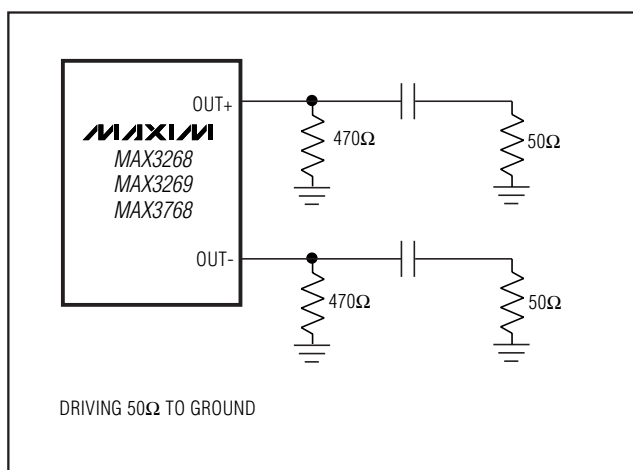 OUT+
MAXIM
MAX3268
MAX3269
MAX3768
470Ω
50Ω
OUT-
470Ω
50Ω
DRIVING 50Ω TO GROUND